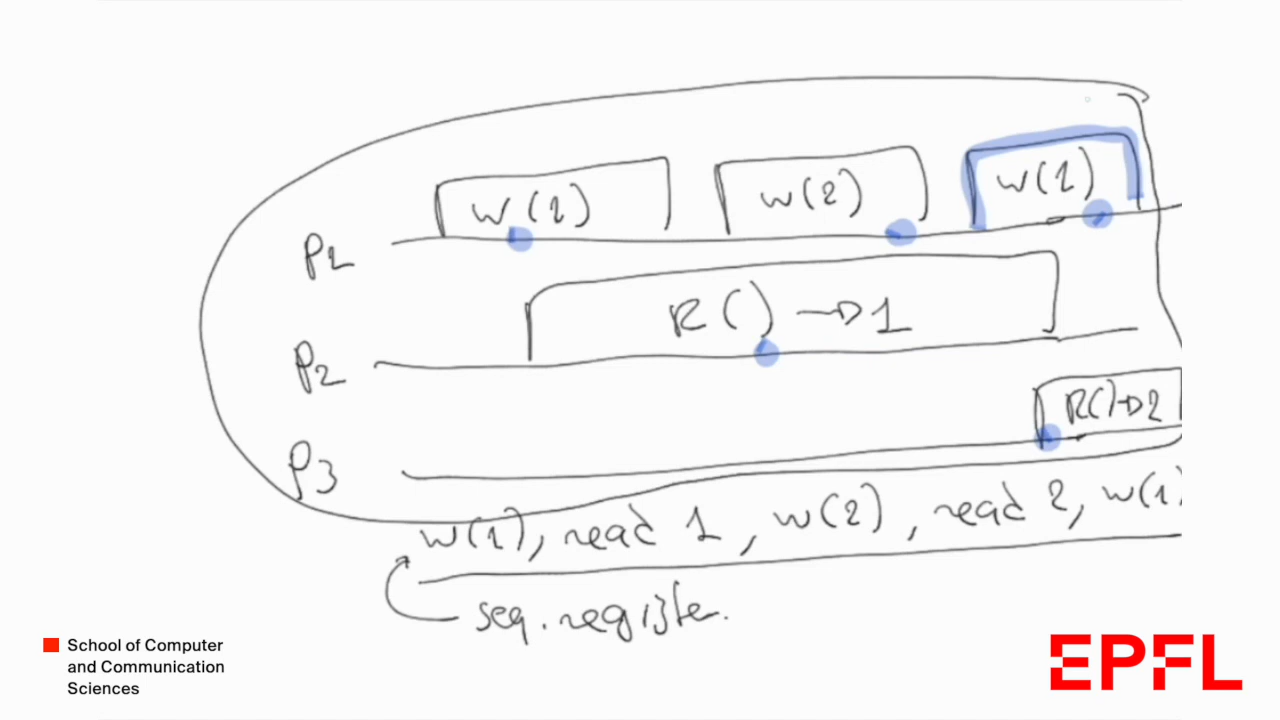 W(1) W(2) W(1)
P1
R() → 1
P2
R() → 2
P3
W(1), read 1, W(2), read 2, W(1)
seq. register.
School of Computer
and Communication
Sciences
EPFL